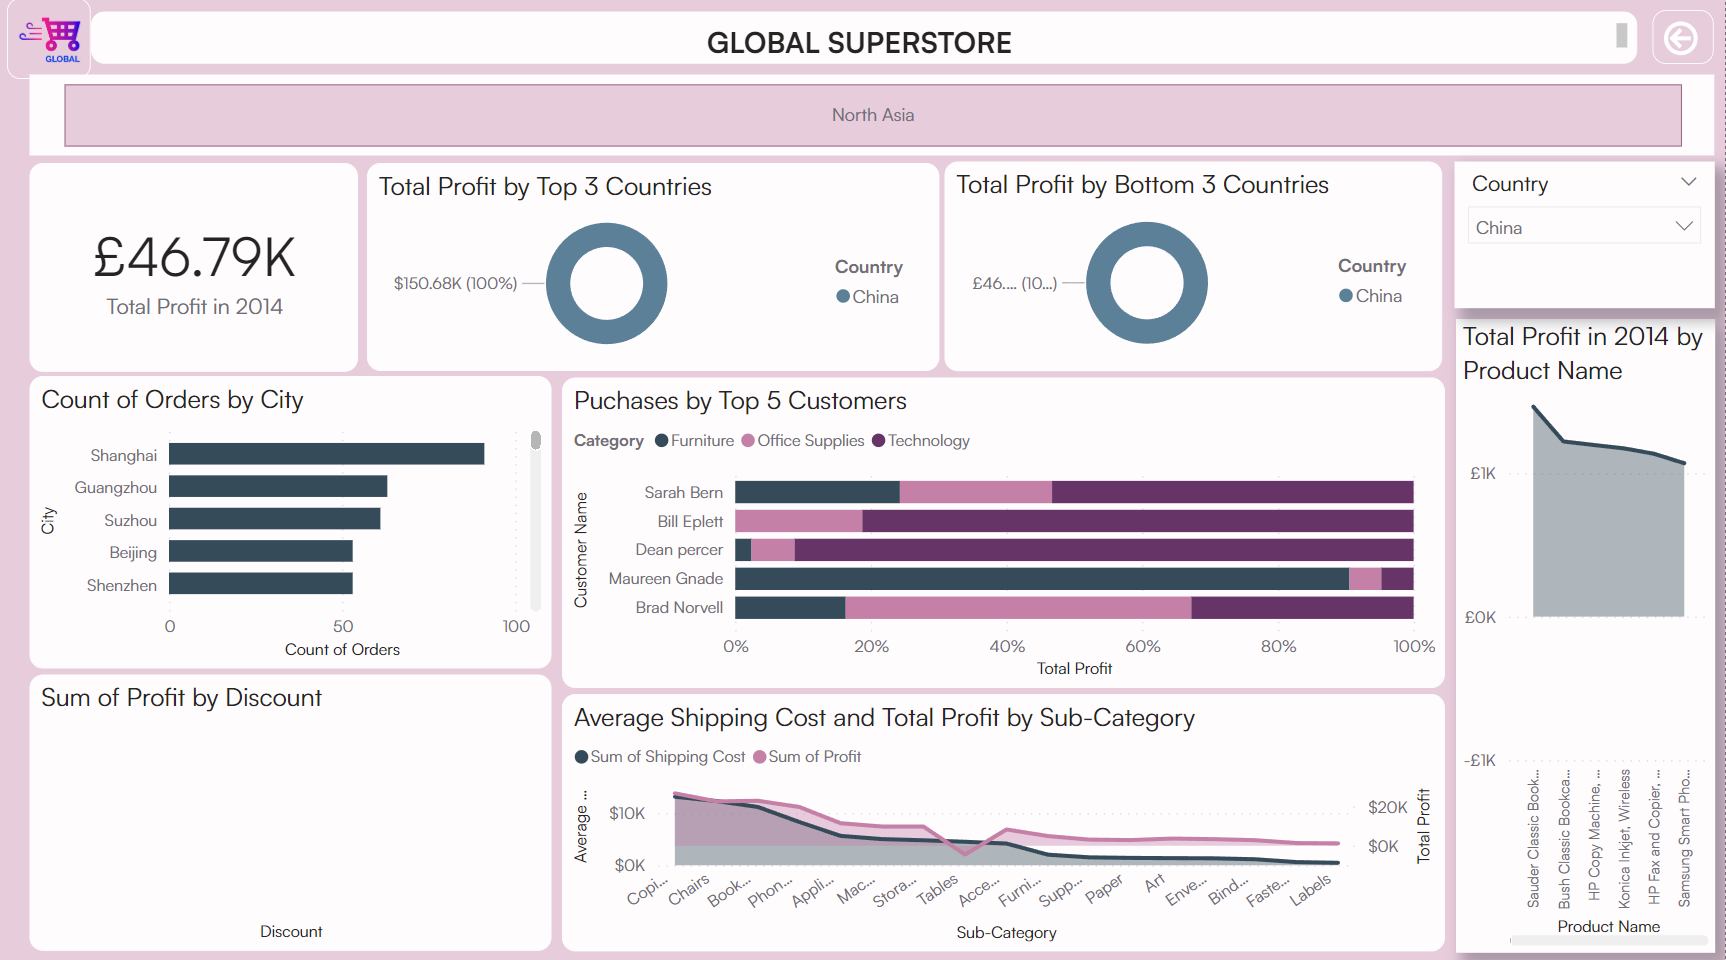 GLOBAL
GLOBAL SUPERSTORE
North Asia
£46.79K
Total Profit in 2014
Total Profit by Top 3 Countries
$150.68K (100%)
Country
China
Total Profit by Bottom 3 Countries
£46.... (10...)
Country
China
Country
China
Count of Orders by City
City
Shanghai
Guangzhou
Suzhou
Beijing
Shenzhen
0 50 100
Count of Orders
Puchases by Top 5 Customers
Category Furniture Office Supplies Technology
Customer Name
Sarah Bern
Bill Eplett
Dean percer
Maureen Gnade
Brad Norvell
0% 20% 40% 60% 80% 100%
Total Profit
Total Profit in 2014 by
Product Name
£1K
£0K
-£1K
Sauder Classic Book...
Bush Classic Bookca...
HP Copy Machine, ...
Konica Inkjet, Wireless
HP Fax and Copier, ...
Samsung Smart Pho...
Product Name
Sum of Profit by Discount
Discount
Average Shipping Cost and Total Profit by Sub-Category
Sum of Shipping Cost Sum of Profit
Average ...
$10K
$0K
$20K
$0K
Total Profit
Copi... Chairs Book... Phon... Appli... Mac... Stora... Tables Acce... Furni... Supp... Paper Art Enve... Bind... Faste... Labels
Sub-Category